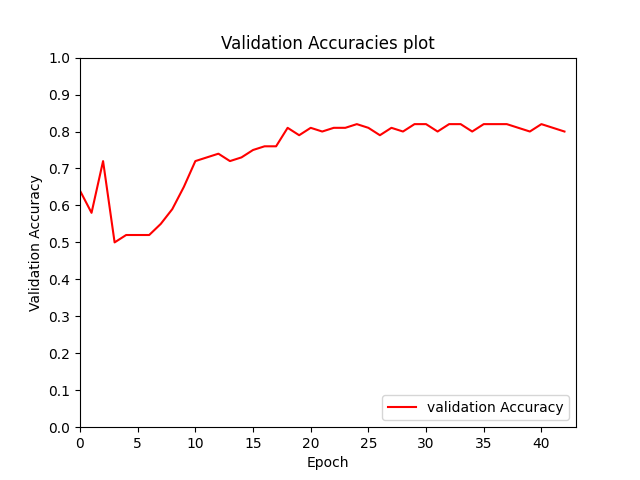 Validation Accuracies plot
1.0
0.9
0.8
0.7
0.6
0.5
0.4
0.3
0.2
0.1
0.0
Validation Accuracy
validation Accuracy
0 5 10 15 20 25 30 35 40
Epoch